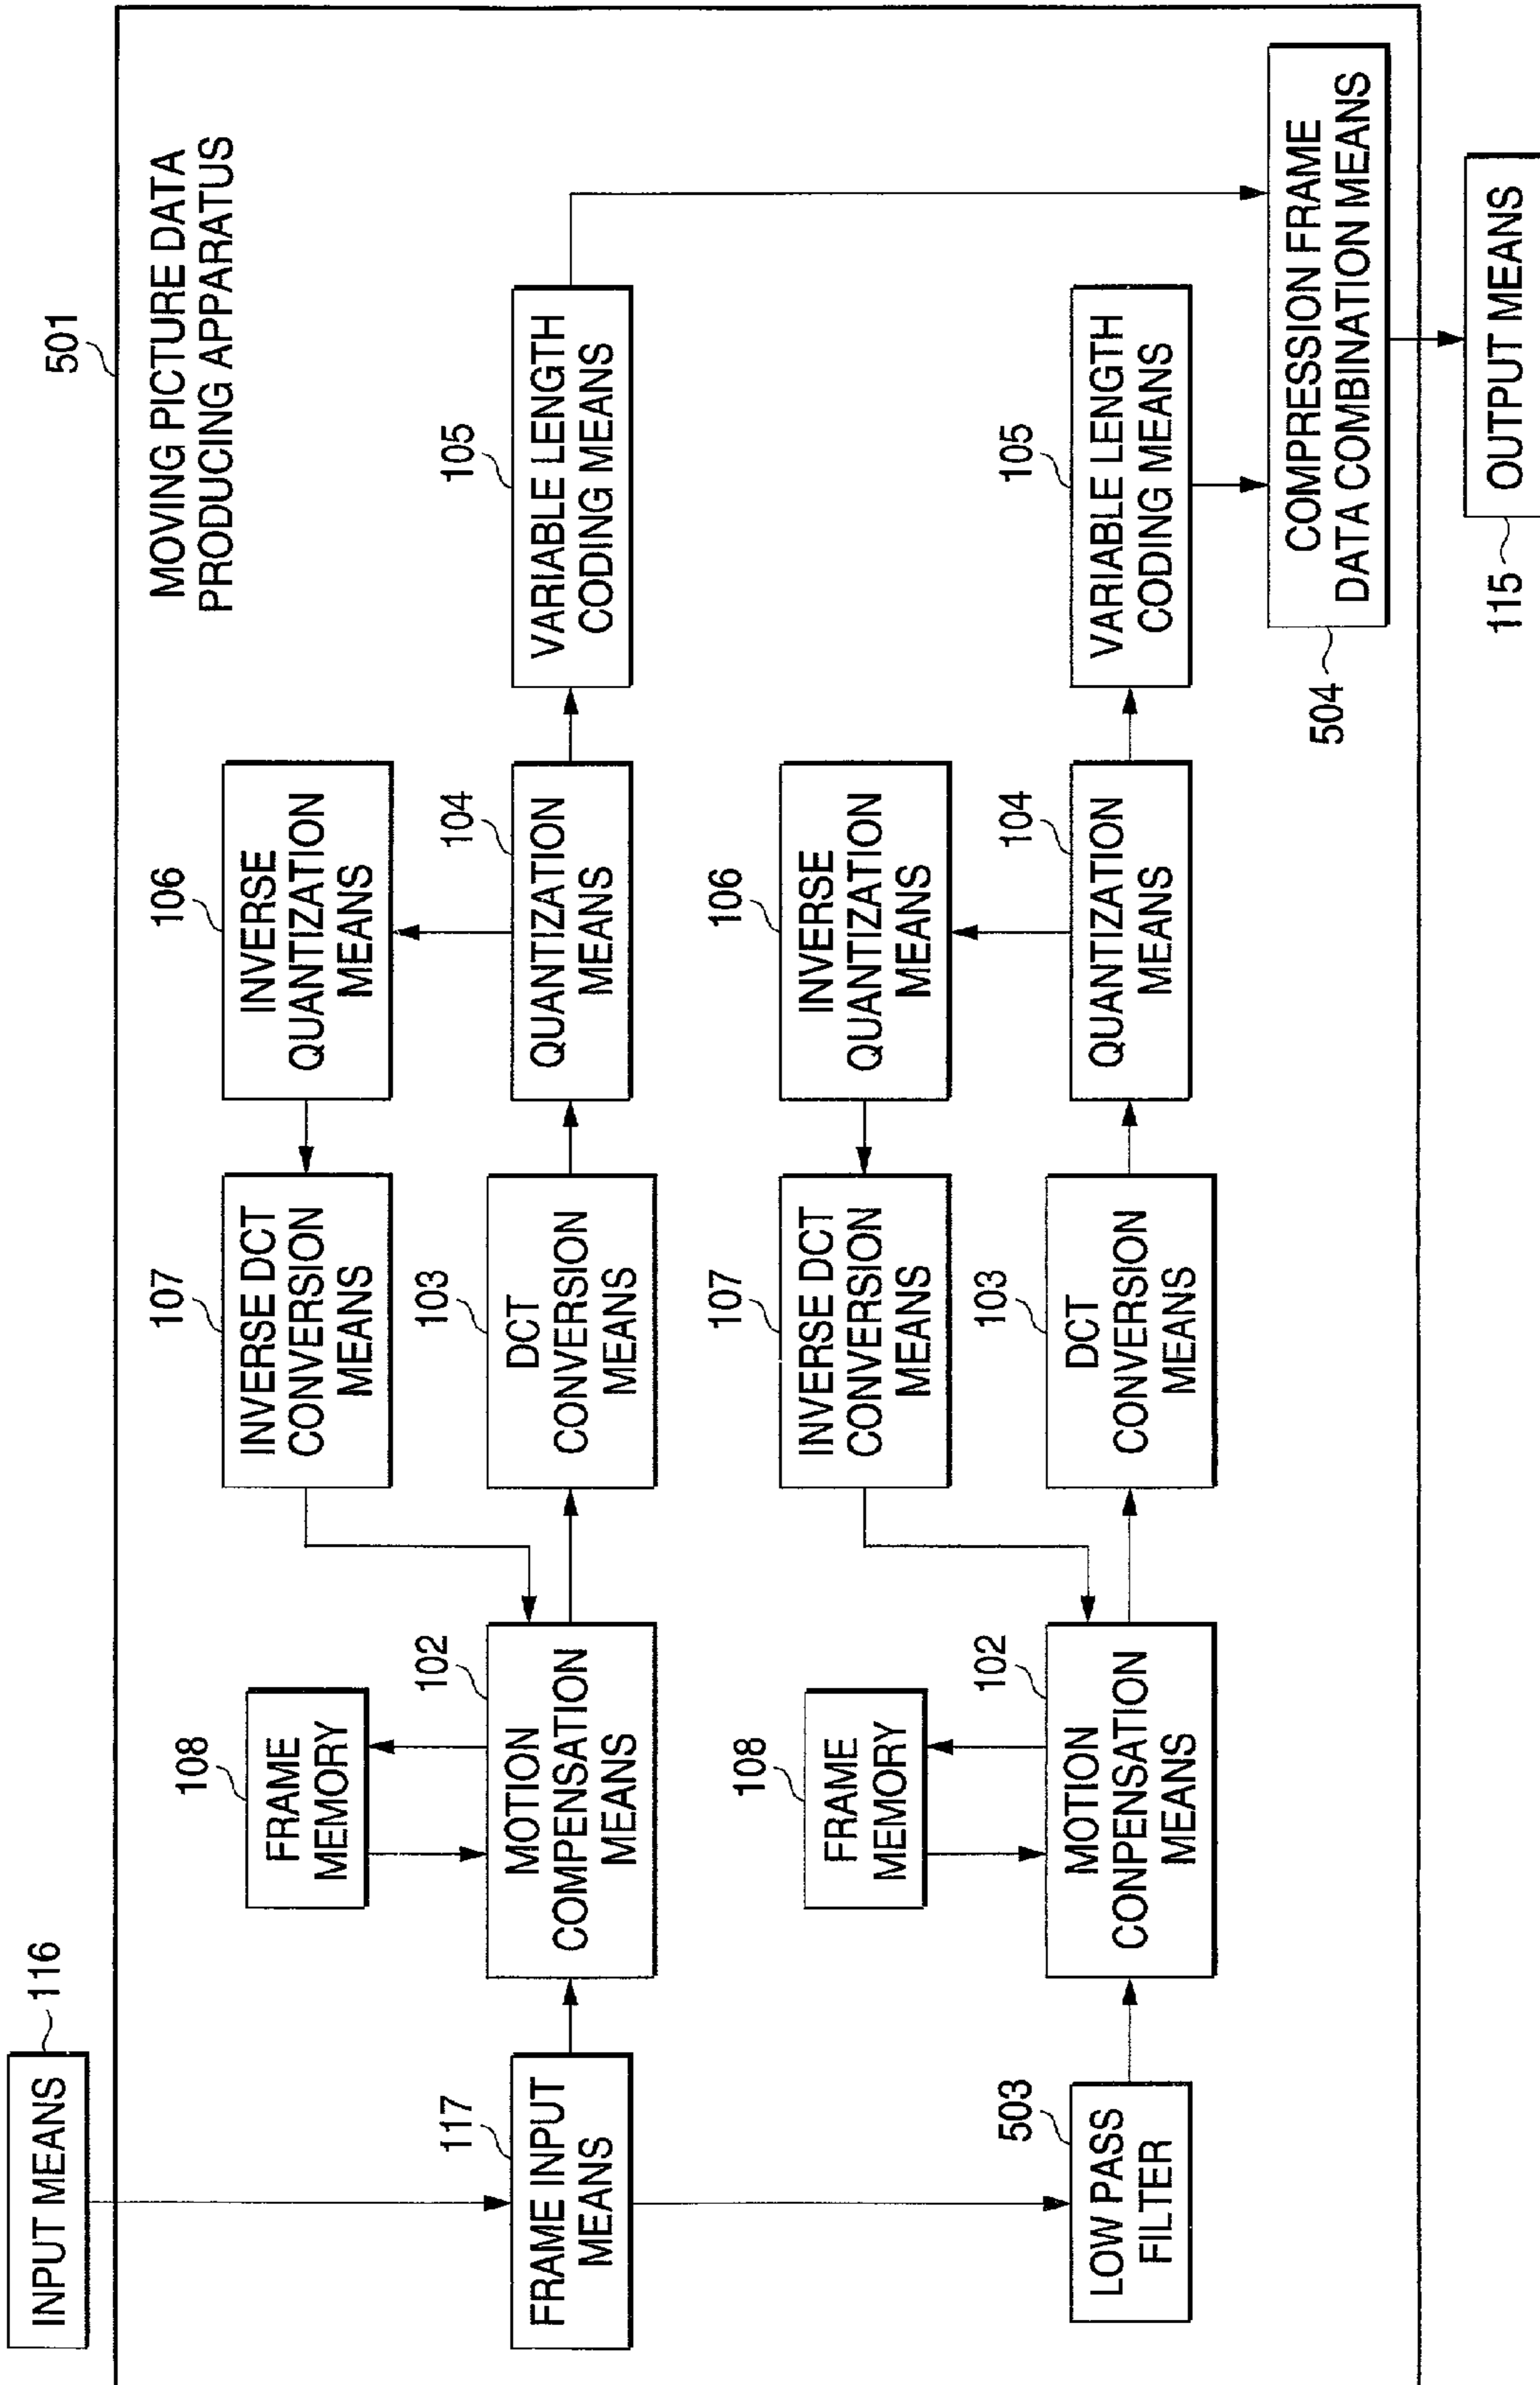 INPUT MEANS
116
501
MOVING PICTURE DATA
PRODUCING APPARATUS
108
FRAME
MEMORY
107
INVERSE DCT
CONVERSION
MEANS
106
INVERSE
QUANTIZATION
MEANS
117
FRAME INPUT
MEANS
102
MOTION
COMPENSATION
MEANS
103
DCT
CONVERSION
MEANS
104
QUANTIZATION
MEANS
105
VARIABLE LENGTH
CODING MEANS
108
FRAME
MEMORY
107
INVERSE DCT
CONVERSION
MEANS
106
INVERSE
QUANTIZATION
MEANS
503
LOW PASS
FILTER
102
MOTION
CONPENSATION
MEANS
103
DCT
CONVERSION
MEANS
104
QUANTIZATION
MEANS
105
VARIABLE LENGTH
CODING MEANS
504
COMPRESSION FRAME
DATA COMBINATION MEANS
115
OUTPUT MEANS